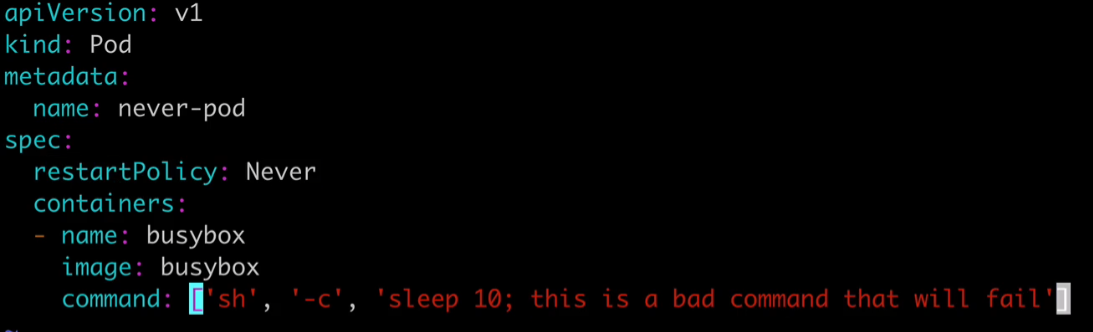 apiVersion: v1
kind: Pod
metadata:
  name: never-pod
spec:
  restartPolicy: Never
  containers:
  - name: busybox
    image: busybox
    command: ['sh', '-c', 'sleep 10; this is a bad command that will fail']